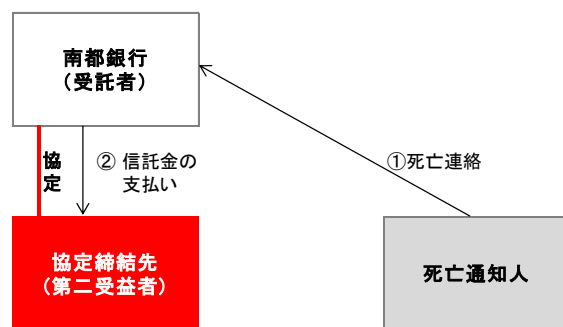 南都銀行
（受託者）
協
定
② 信託金の
支払い
①死亡連絡
協定締結先
（第二受益者）
死亡通知人